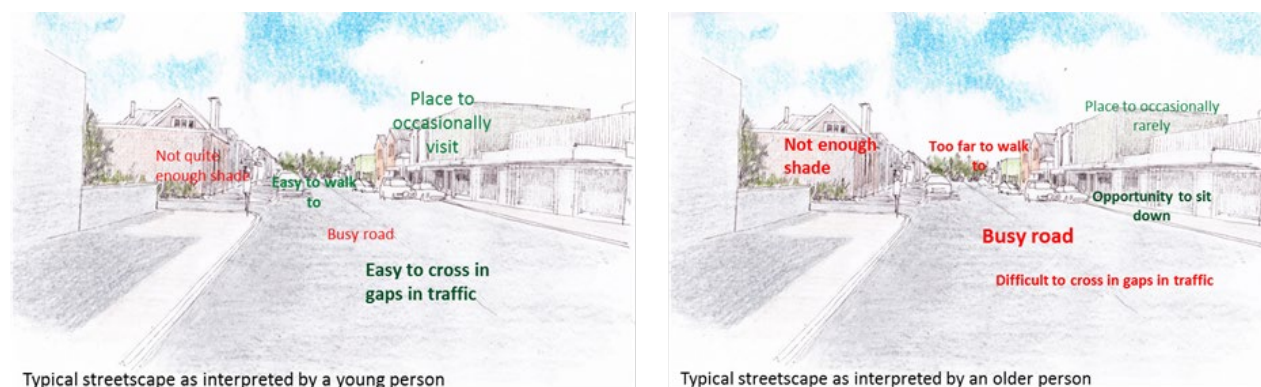 Place to
occasionally
visit
Not quite
enough shade
Easy to walk
to
Busy road
Easy to cross in
gaps in traffic
Typical streetscape as interpreted by a young person
Place to occasionally
rarely
Not enough
shade
Too far to walk
to
Opportunity to sit
down
Busy road
Difficult to cross in gaps in traffic
Typical streetscape as interpreted by an older person